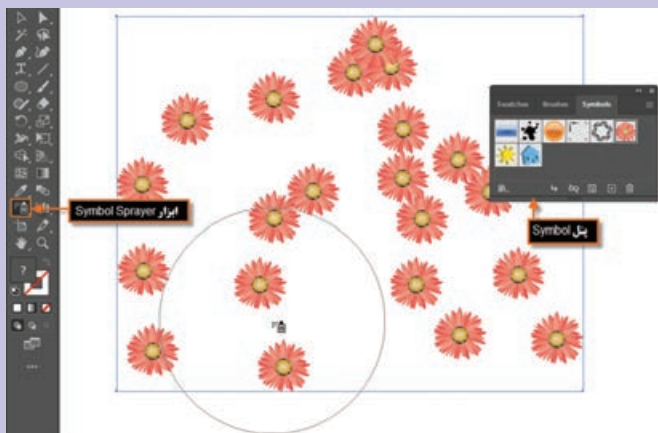 Swatches Brushes Symbols
ابزار Symbol Sprayer
پنل Symbol